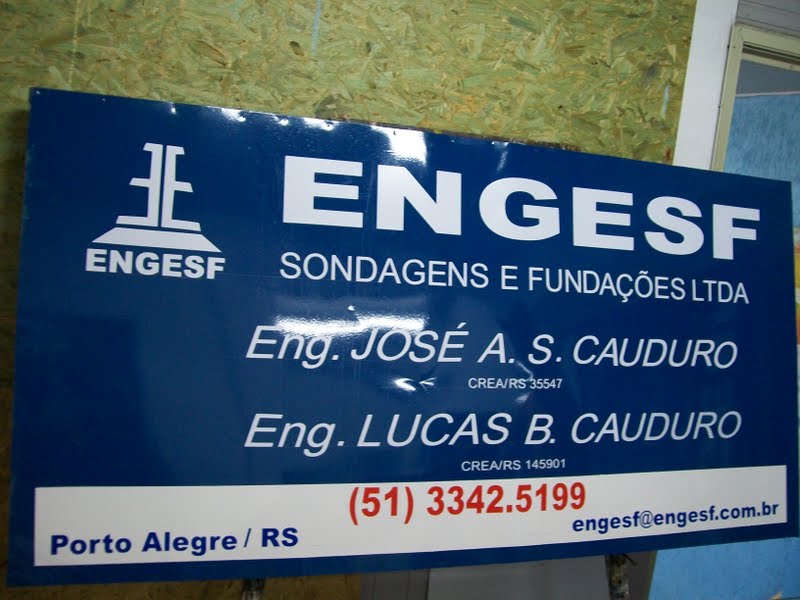 ENGESF
ENGESF
SONDAGENS E FUNDAÇÕES LTDA
Eng. JOSÉ A. S. CAUDURO
CREA/RS 35547
Eng. LUCAS B. CAUDURO
CREA/RS 145901
(51) 3342.5199
Porto Alegre / RS
engesf@engesf.com.br